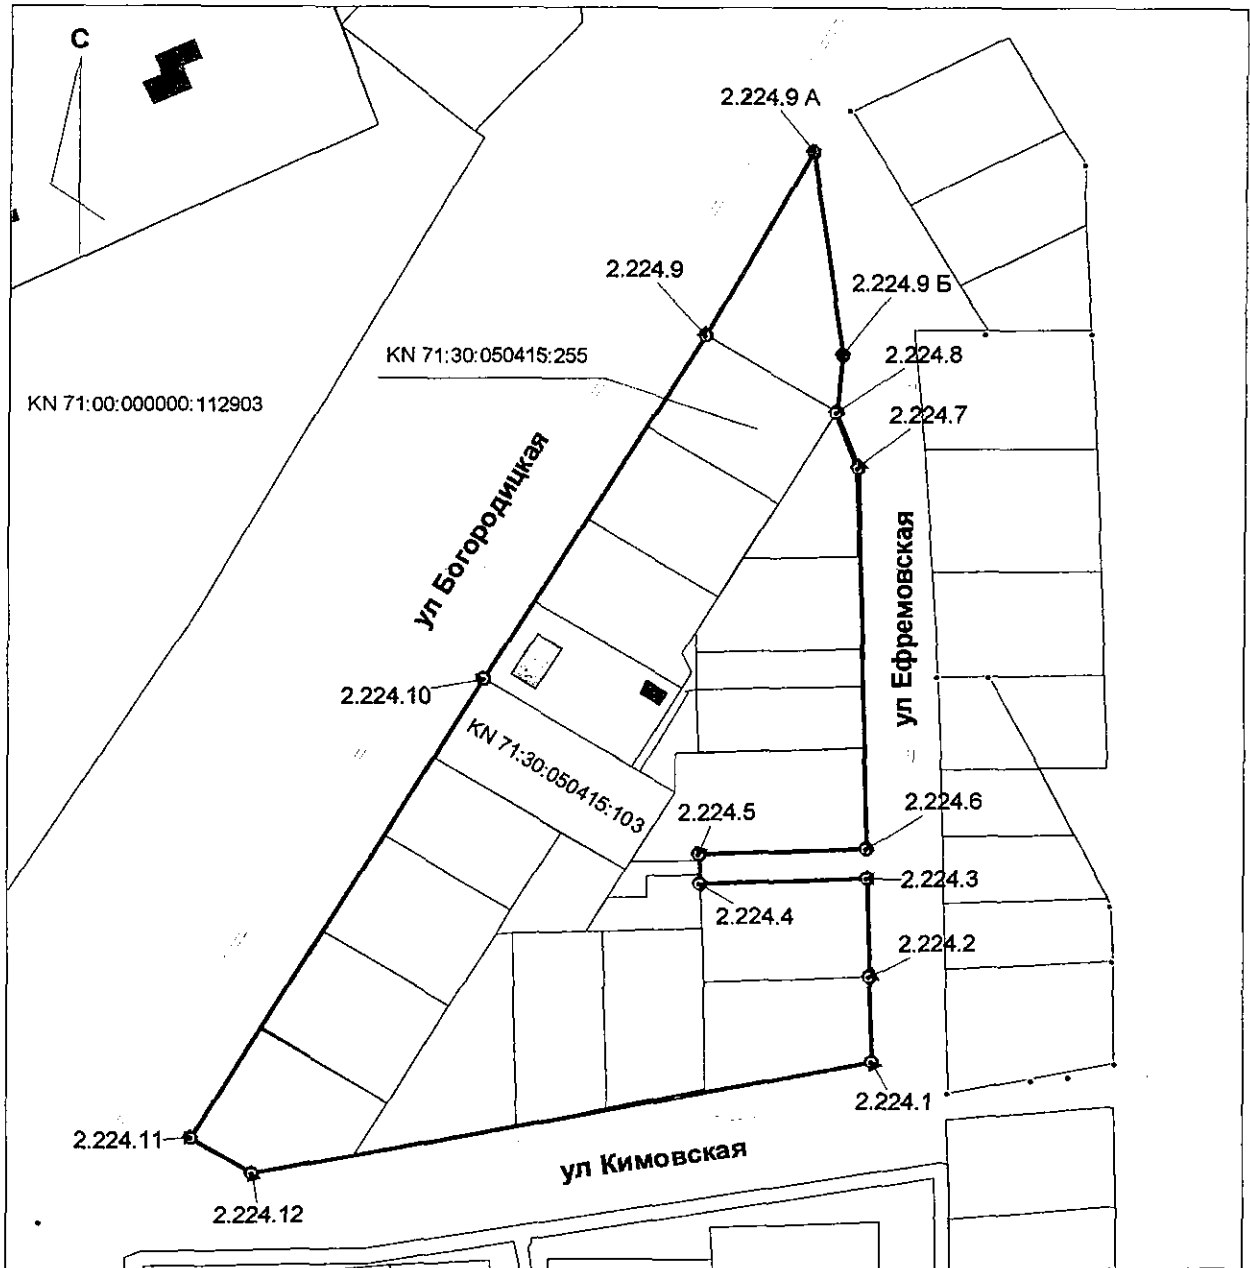 С
2.224.9 А
2.224.9
2.224.9 Б
KN 71:30:050415:255
2.224.8
KN 71:00:000000:112903
2.224.7
ул Богородицкая
ул Ефремовская
2.224.10
KN 71:30:050415:103
2.224.6
2.224.5
2.224.3
2.224.4
2.224.2
2.224.1
2.224.11
ул Кимовская
2.224.12